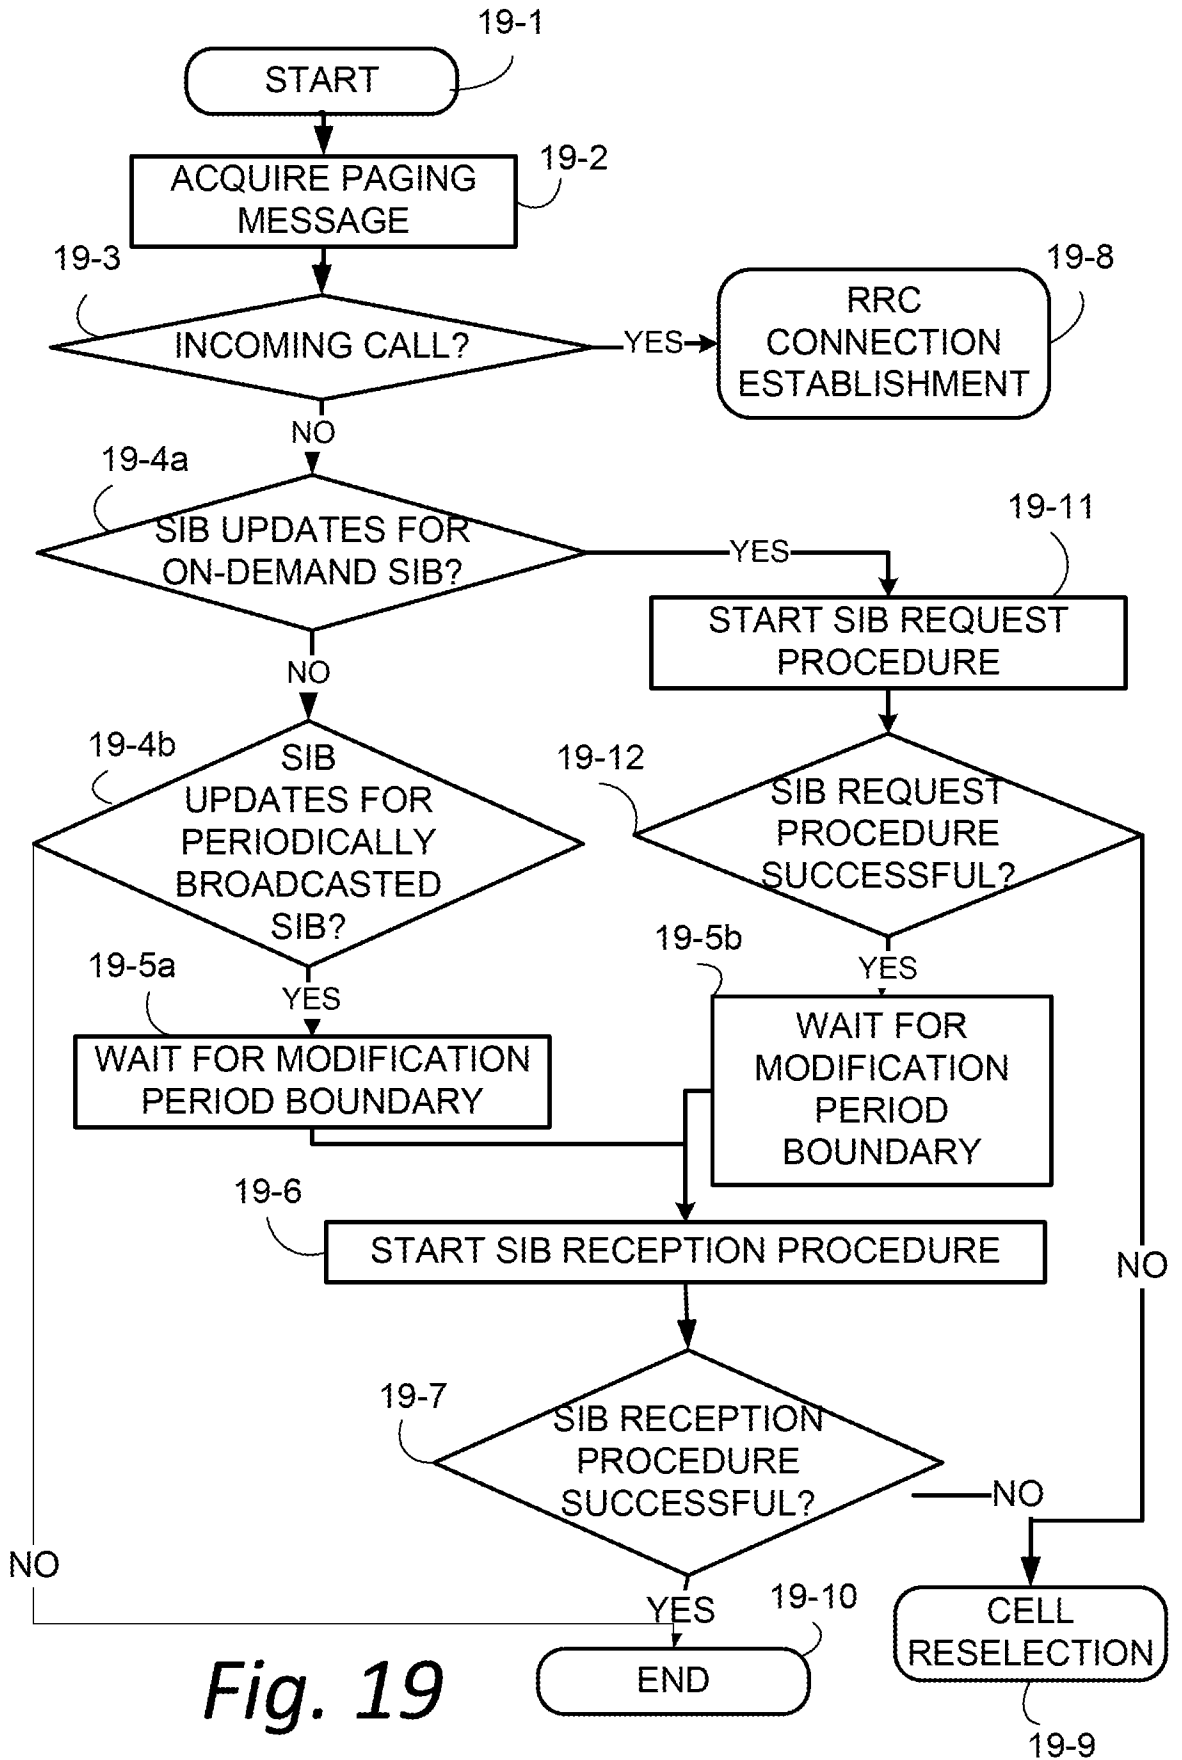 19-1
START
19-2
ACQUIRE PAGING
MESSAGE
19-3
INCOMING CALL?
YES
19-8
RRC
CONNECTION
ESTABLISHMENT
NO
19-4a
SIB UPDATES FOR
ON-DEMAND SIB?
YES
19-11
START SIB REQUEST
PROCEDURE
NO
19-4b
SIB
UPDATES FOR
PERIODICALLY
BROADCASTED
SIB?
19-12
SIB REQUEST
PROCEDURE
SUCCESSFUL?
19-5a
YES
WAIT FOR MODIFICATION
PERIOD BOUNDARY
19-5b
YES
WAIT FOR
MODIFICATION
PERIOD
BOUNDARY
19-6
START SIB RECEPTION PROCEDURE
NO
19-7
SIB RECEPTION
PROCEDURE
SUCCESSFUL?
NO
NO
YES
19-10
END
CELL
RESELECTION
19-9
Fig. 19